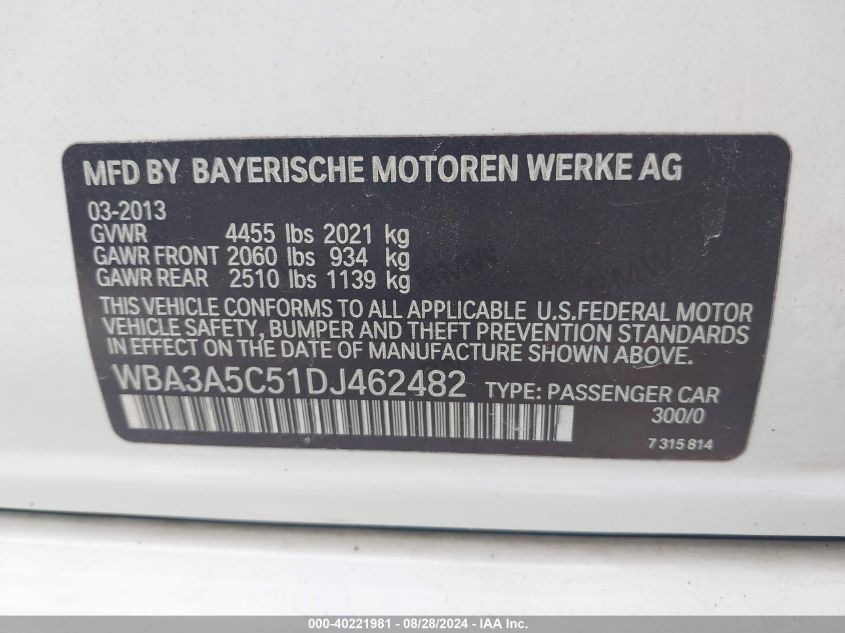 MFD BY BAYERISCHE MOTOREN WERKE AG
03-2013
GVWR 4455 lbs 2021 kg
GAWR FRONT 2060 lbs 934 kg
GAWR REAR 2510 lbs 1139 kg
THIS VEHICLE CONFORMS TO ALL APPLICABLE U.S.FEDERAL MOTOR
VEHICLE SAFETY, BUMPER AND THEFT PREVENTION STANDARDS
IN EFFECT ON THE DATE OF MANUFACTURE SHOWN ABOVE.
WBA3A5C51DJ462482 TYPE: PASSENGER CAR
300/0
7 315 814
BMW BMW
000-40221981 - 08/28/2024 - IAA Inc.